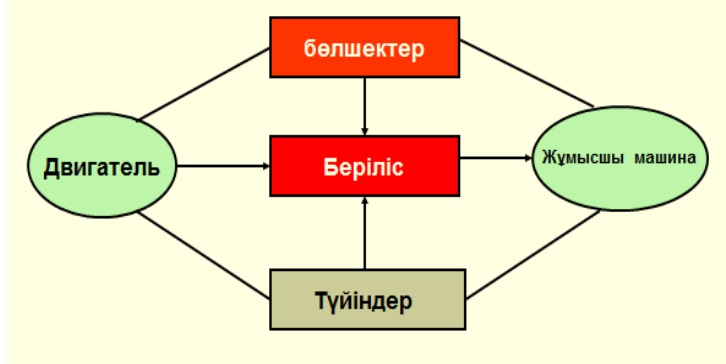 бөлшектер
Двигатель
Беріліс
Жұмысшы машина
Түйіндер